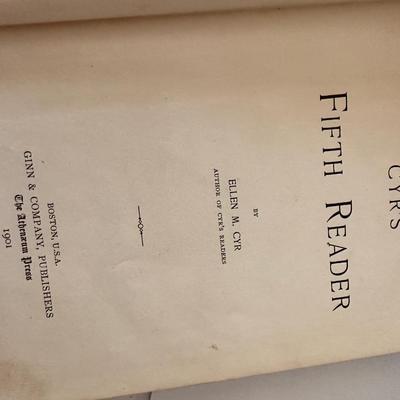 CYR'S
FIFTH READER
BY
ELLEN M. CYR
AUTHOR OF CYR'S READERS
BOSTON, U.S.A.
GINN & COMPANY, PUBLISHERS
The Athenæum Press
1901